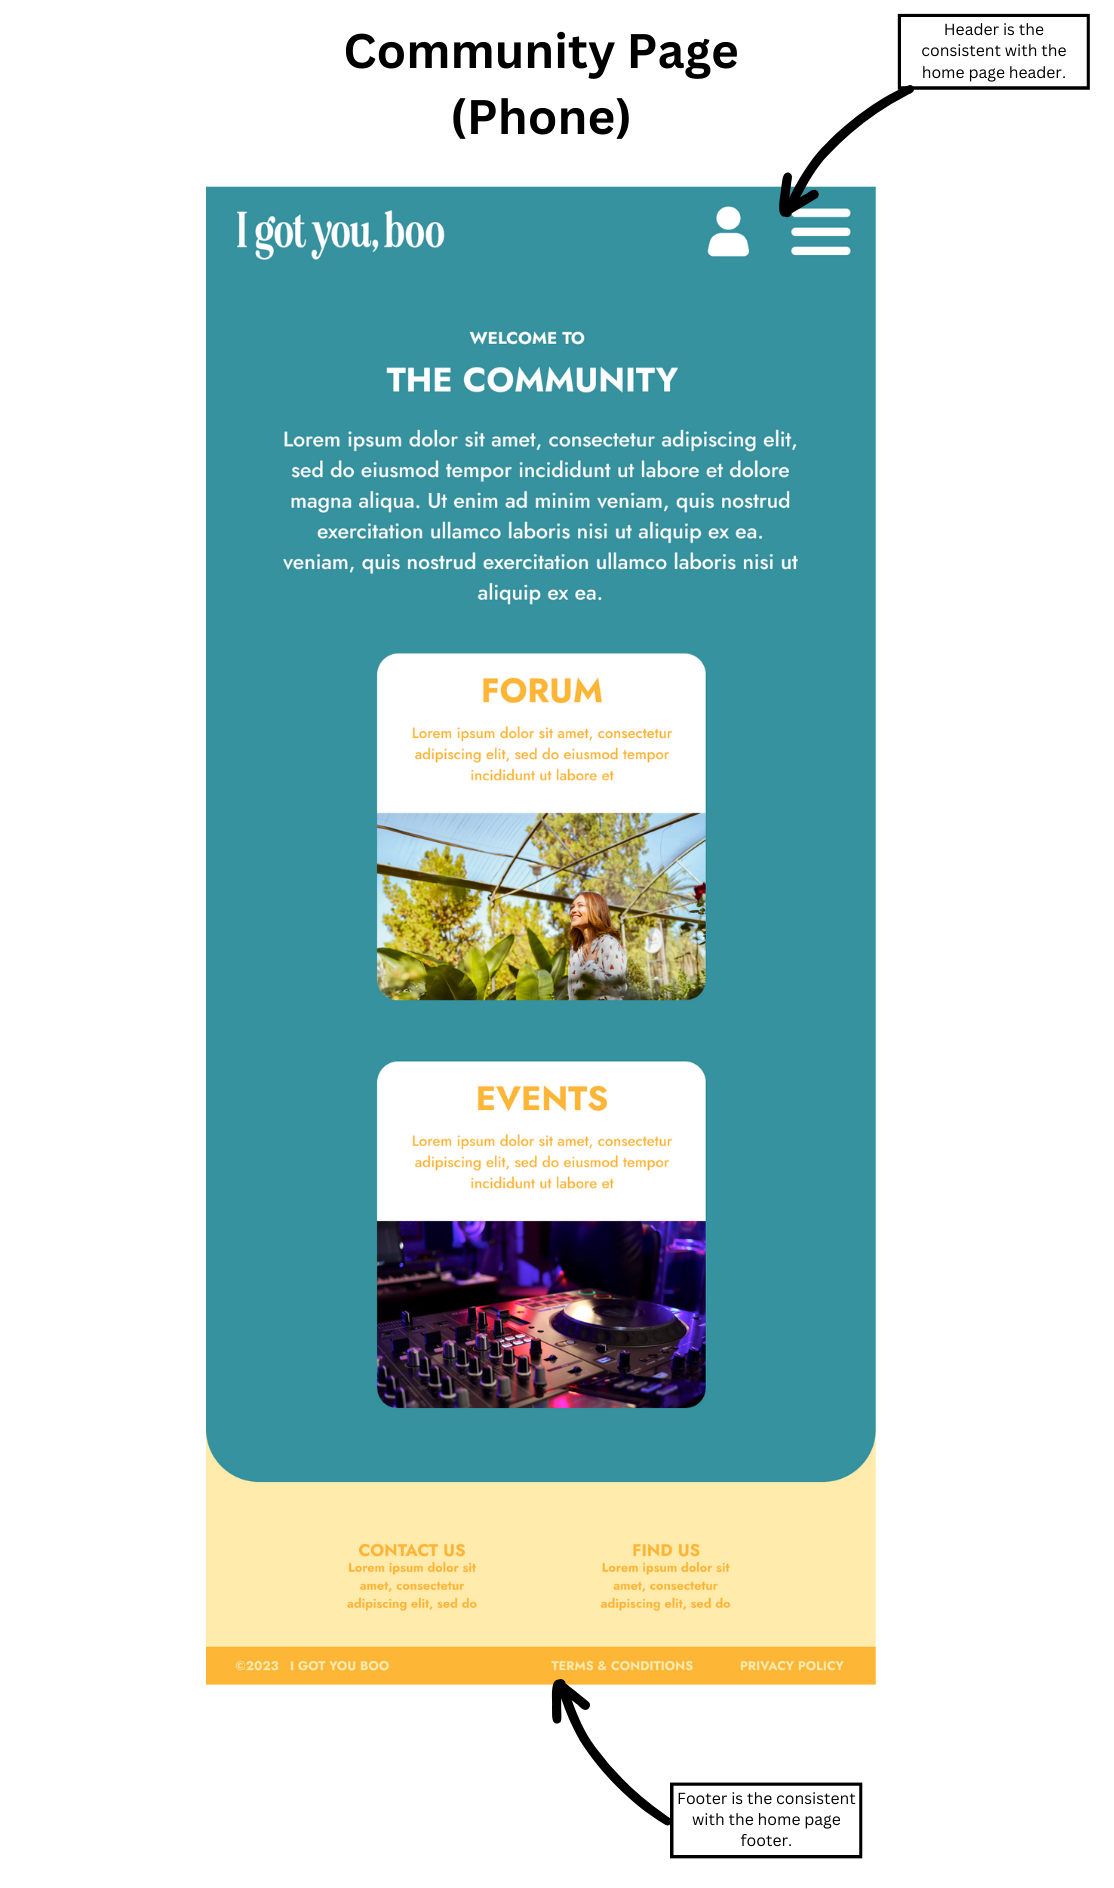 Community Page
(Phone)
Header is the
consistent with the
home page header.
I got you, boo
WELCOME TO
THE COMMUNITY
Lorem ipsum dolor sit amet, consectetur adipiscing elit,
sed do eiusmod tempor incididunt ut labore et dolore
magna aliqua. Ut enim ad minim veniam, quis nostrud
exercitation ullamco laboris nisi ut aliquip ex ea.
veniam, quis nostrud exercitation ullamco laboris nisi ut
aliquip ex ea.
FORUM
Lorem ipsum dolor sit amet, consectetur
adipiscing elit, sed do eiusmod tempor
incididunt ut labore et
EVENTS
Lorem ipsum dolor sit amet, consectetur
adipiscing elit, sed do eiusmod tempor
incididunt ut labore et
CONTACT US
Lorem ipsum dolor sit
amet, consectetur
adipiscing elit, sed do
FIND US
Lorem ipsum dolor sit
amet, consectetur
adipiscing elit, sed do
©2023 I GOT YOU BOO
TERMS & CONDITIONS
PRIVACY POLICY
Footer is the consistent
with the home page
footer.